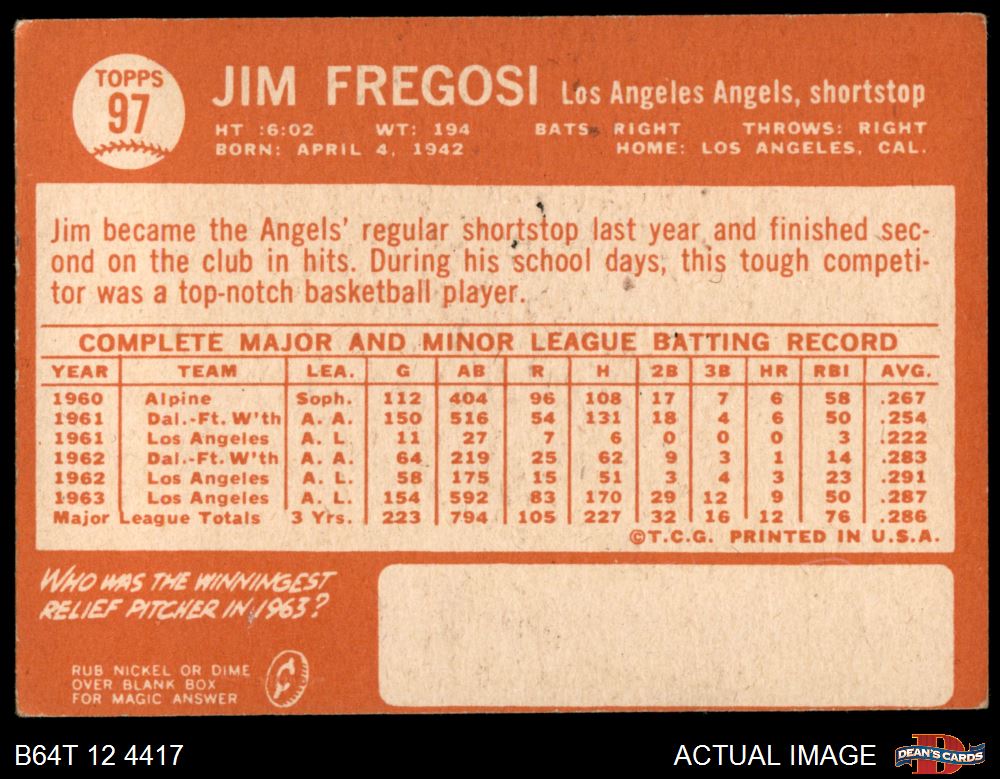 TOPPS
97
JIM FREGOSI Los Angeles Angels, shortstop
HT :6:02 WT: 194 BATS: RIGHT THROWS: RIGHT
BORN: APRIL 4, 1942 HOME: LOS ANGELES, CAL.
Jim became the Angels' regular shortstop last year and finished sec-
ond on the club in hits. During his school days, this tough competi-
tor was a top-notch basketball player.
COMPLETE MAJOR AND MINOR LEAGUE BATTING RECORD
YEAR TEAM LEA. G AB R H 2B 3B HR RBI AVG.
1960 Alpine Soph. 112 404 96 108 17 7 6 58 .267
1961 Dal.-Ft. W'th A. A. 150 516 54 131 18 4 6 50 .254
1961 Los Angeles A. L 11 27 7 6 0 0 0 3 .222
1962 Dal.-Ft. W'th A. A. 64 219 25 62 9 3 1 14 .283
1962 Los Angeles A. L. 58 175 15 51 3 4 3 23 .291
1963 Los Angeles A. L. 154 592 83 170 29 12 9 50 .287
Major League Totals 3 Yrs. 223 794 105 227 32 16 12 76 .286
©T.C.G. PRINTED IN U.S.A.
WHO WAS THE WINNINGEST
RELIEF PITCHER IN 1963?
RUB NICKEL OR DIME
OVER BLANK BOX
FOR MAGIC ANSWER
B64T 12 4417 ACTUAL IMAGE
D
DEAN'S CARDS